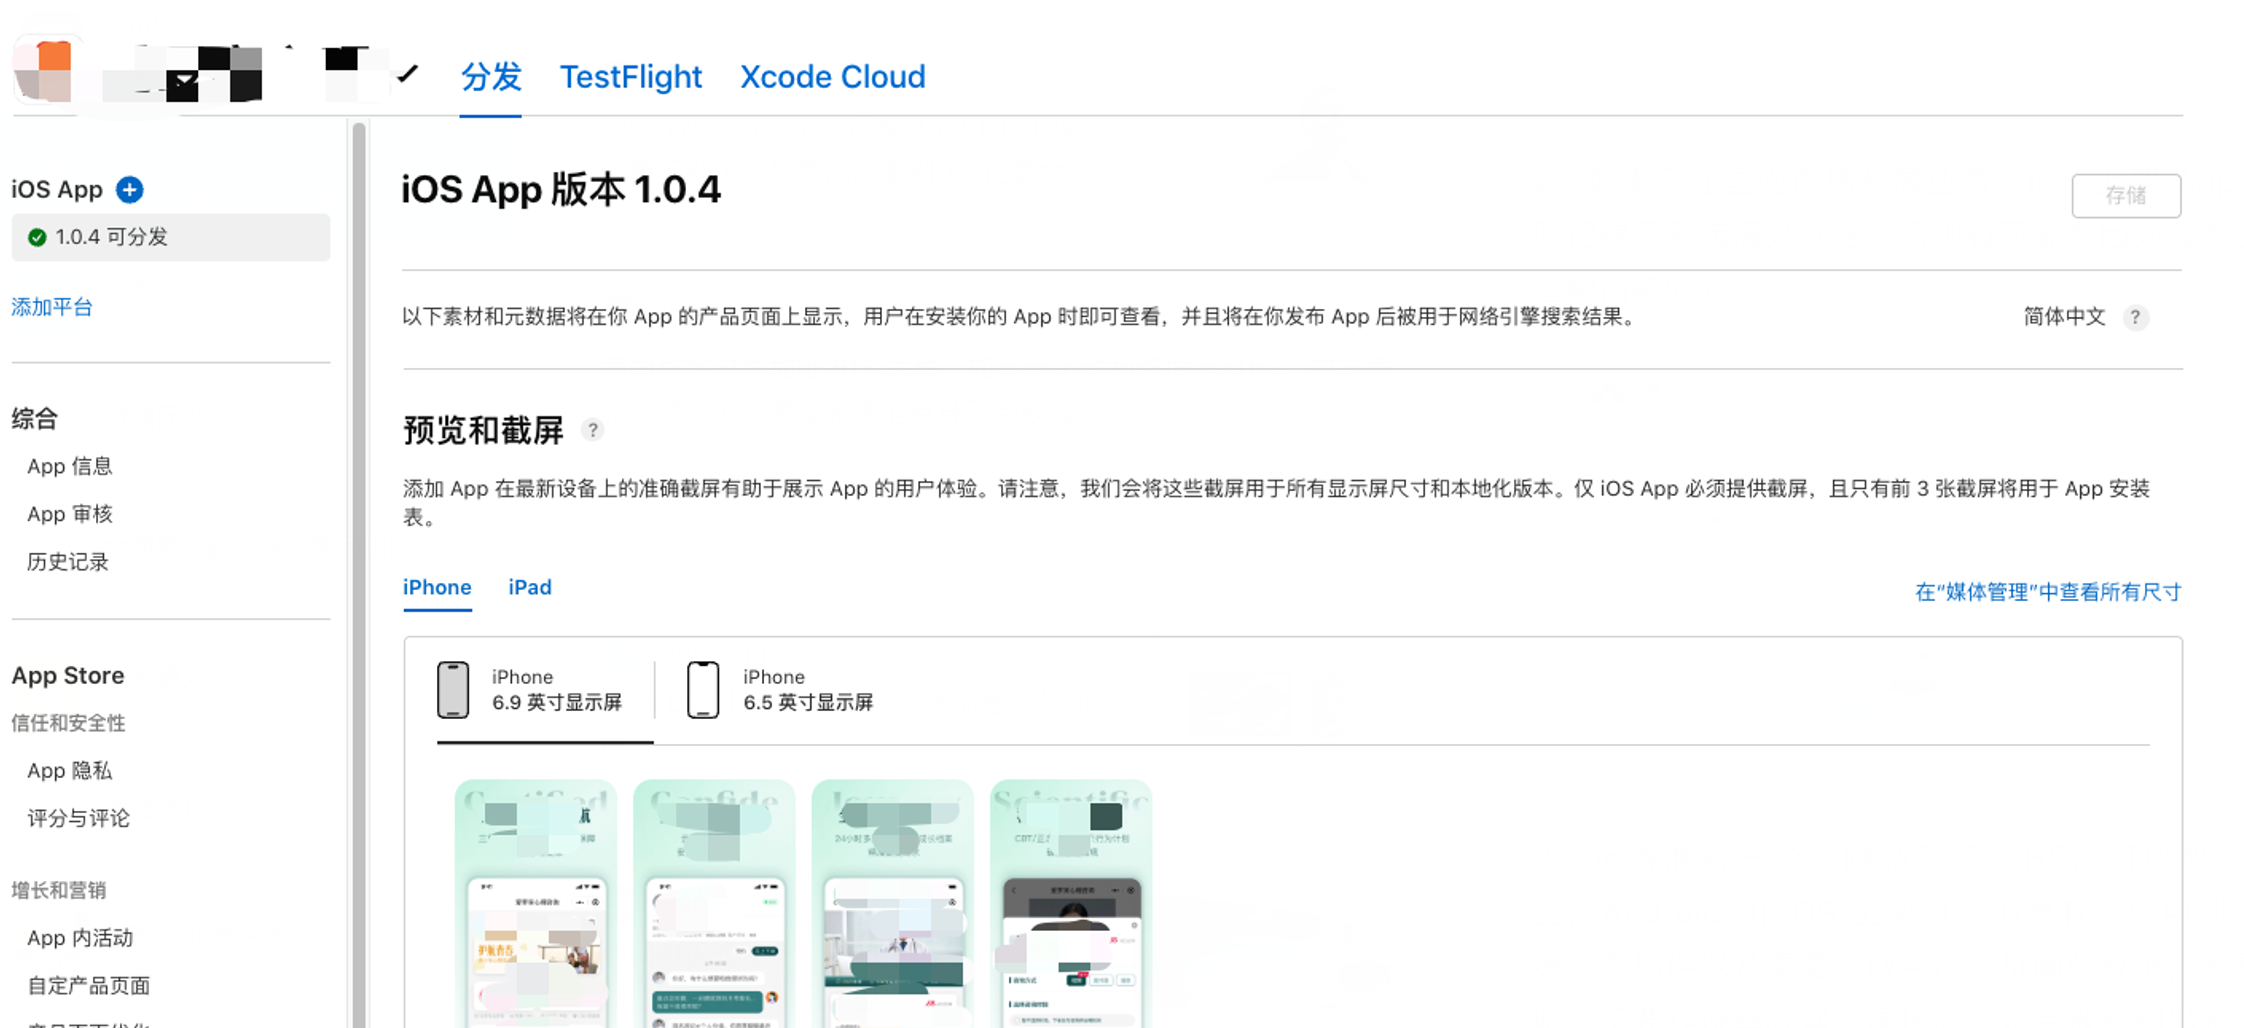 分发 TestFlight Xcode Cloud
iOS App
1.0.4 可分发
添加平台
综合
App 信息
App 审核
历史记录
App Store
信任和安全性
App 隐私
评分与评论
增长和营销
App 内活动
自定产品页面
iOS App 版本 1.0.4
存储
以下素材和元数据将在你 App 的产品页面上显示，用户在安装你的 App 时即可查看，并且将在你发布 App 后被用于网络引擎搜索结果。
简体中文 ?
预览和截屏 ?
添加 App 在最新设备上的准确截屏有助于展示 App 的用户体验。请注意，我们会将这些截屏用于所有显示屏尺寸和本地化版本。仅 iOS App 必须提供截屏，且只有前 3 张截屏将用于 App 安装
表。
iPhone iPad
在“媒体管理”中查看所有尺寸
iPhone
6.9 英寸显示屏
iPhone
6.5 英寸显示屏
Scientific
24小时
护航青春